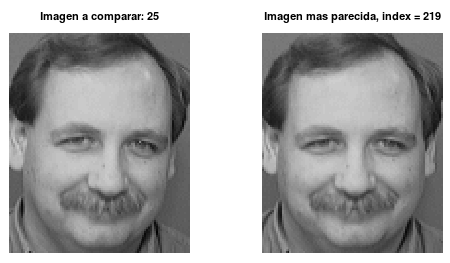 Imagen a comparar: 25
Imagen mas parecida, index = 219